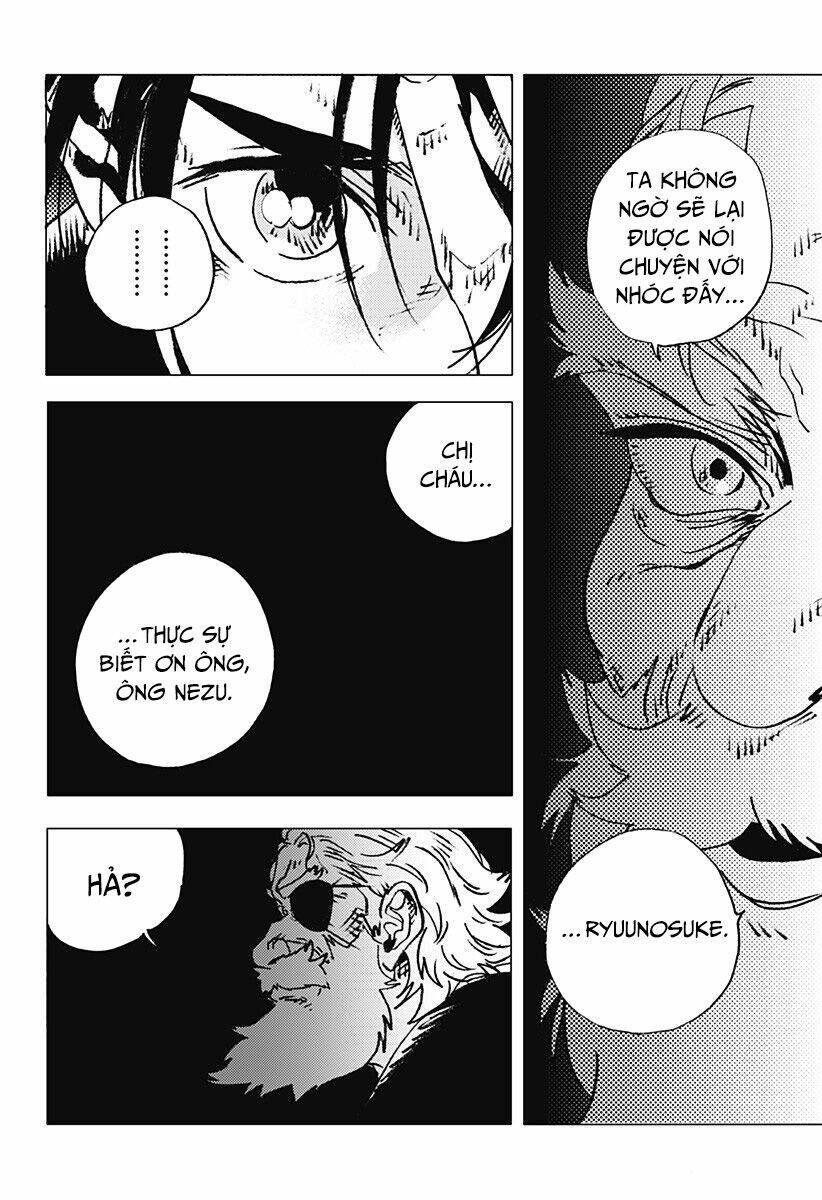 TA KHÔNG
NGỜ SẼ LẠI
ĐƯỢC NÓI
CHUYỆN VỚI
NHÓC ĐẤY...
...RYUUNOSUKE.
.........
.........
CHỊ
CHÁU...
...THỰC SỰ
BIẾT ƠN ÔNG,
ÔNG NEZU.
HẢ?